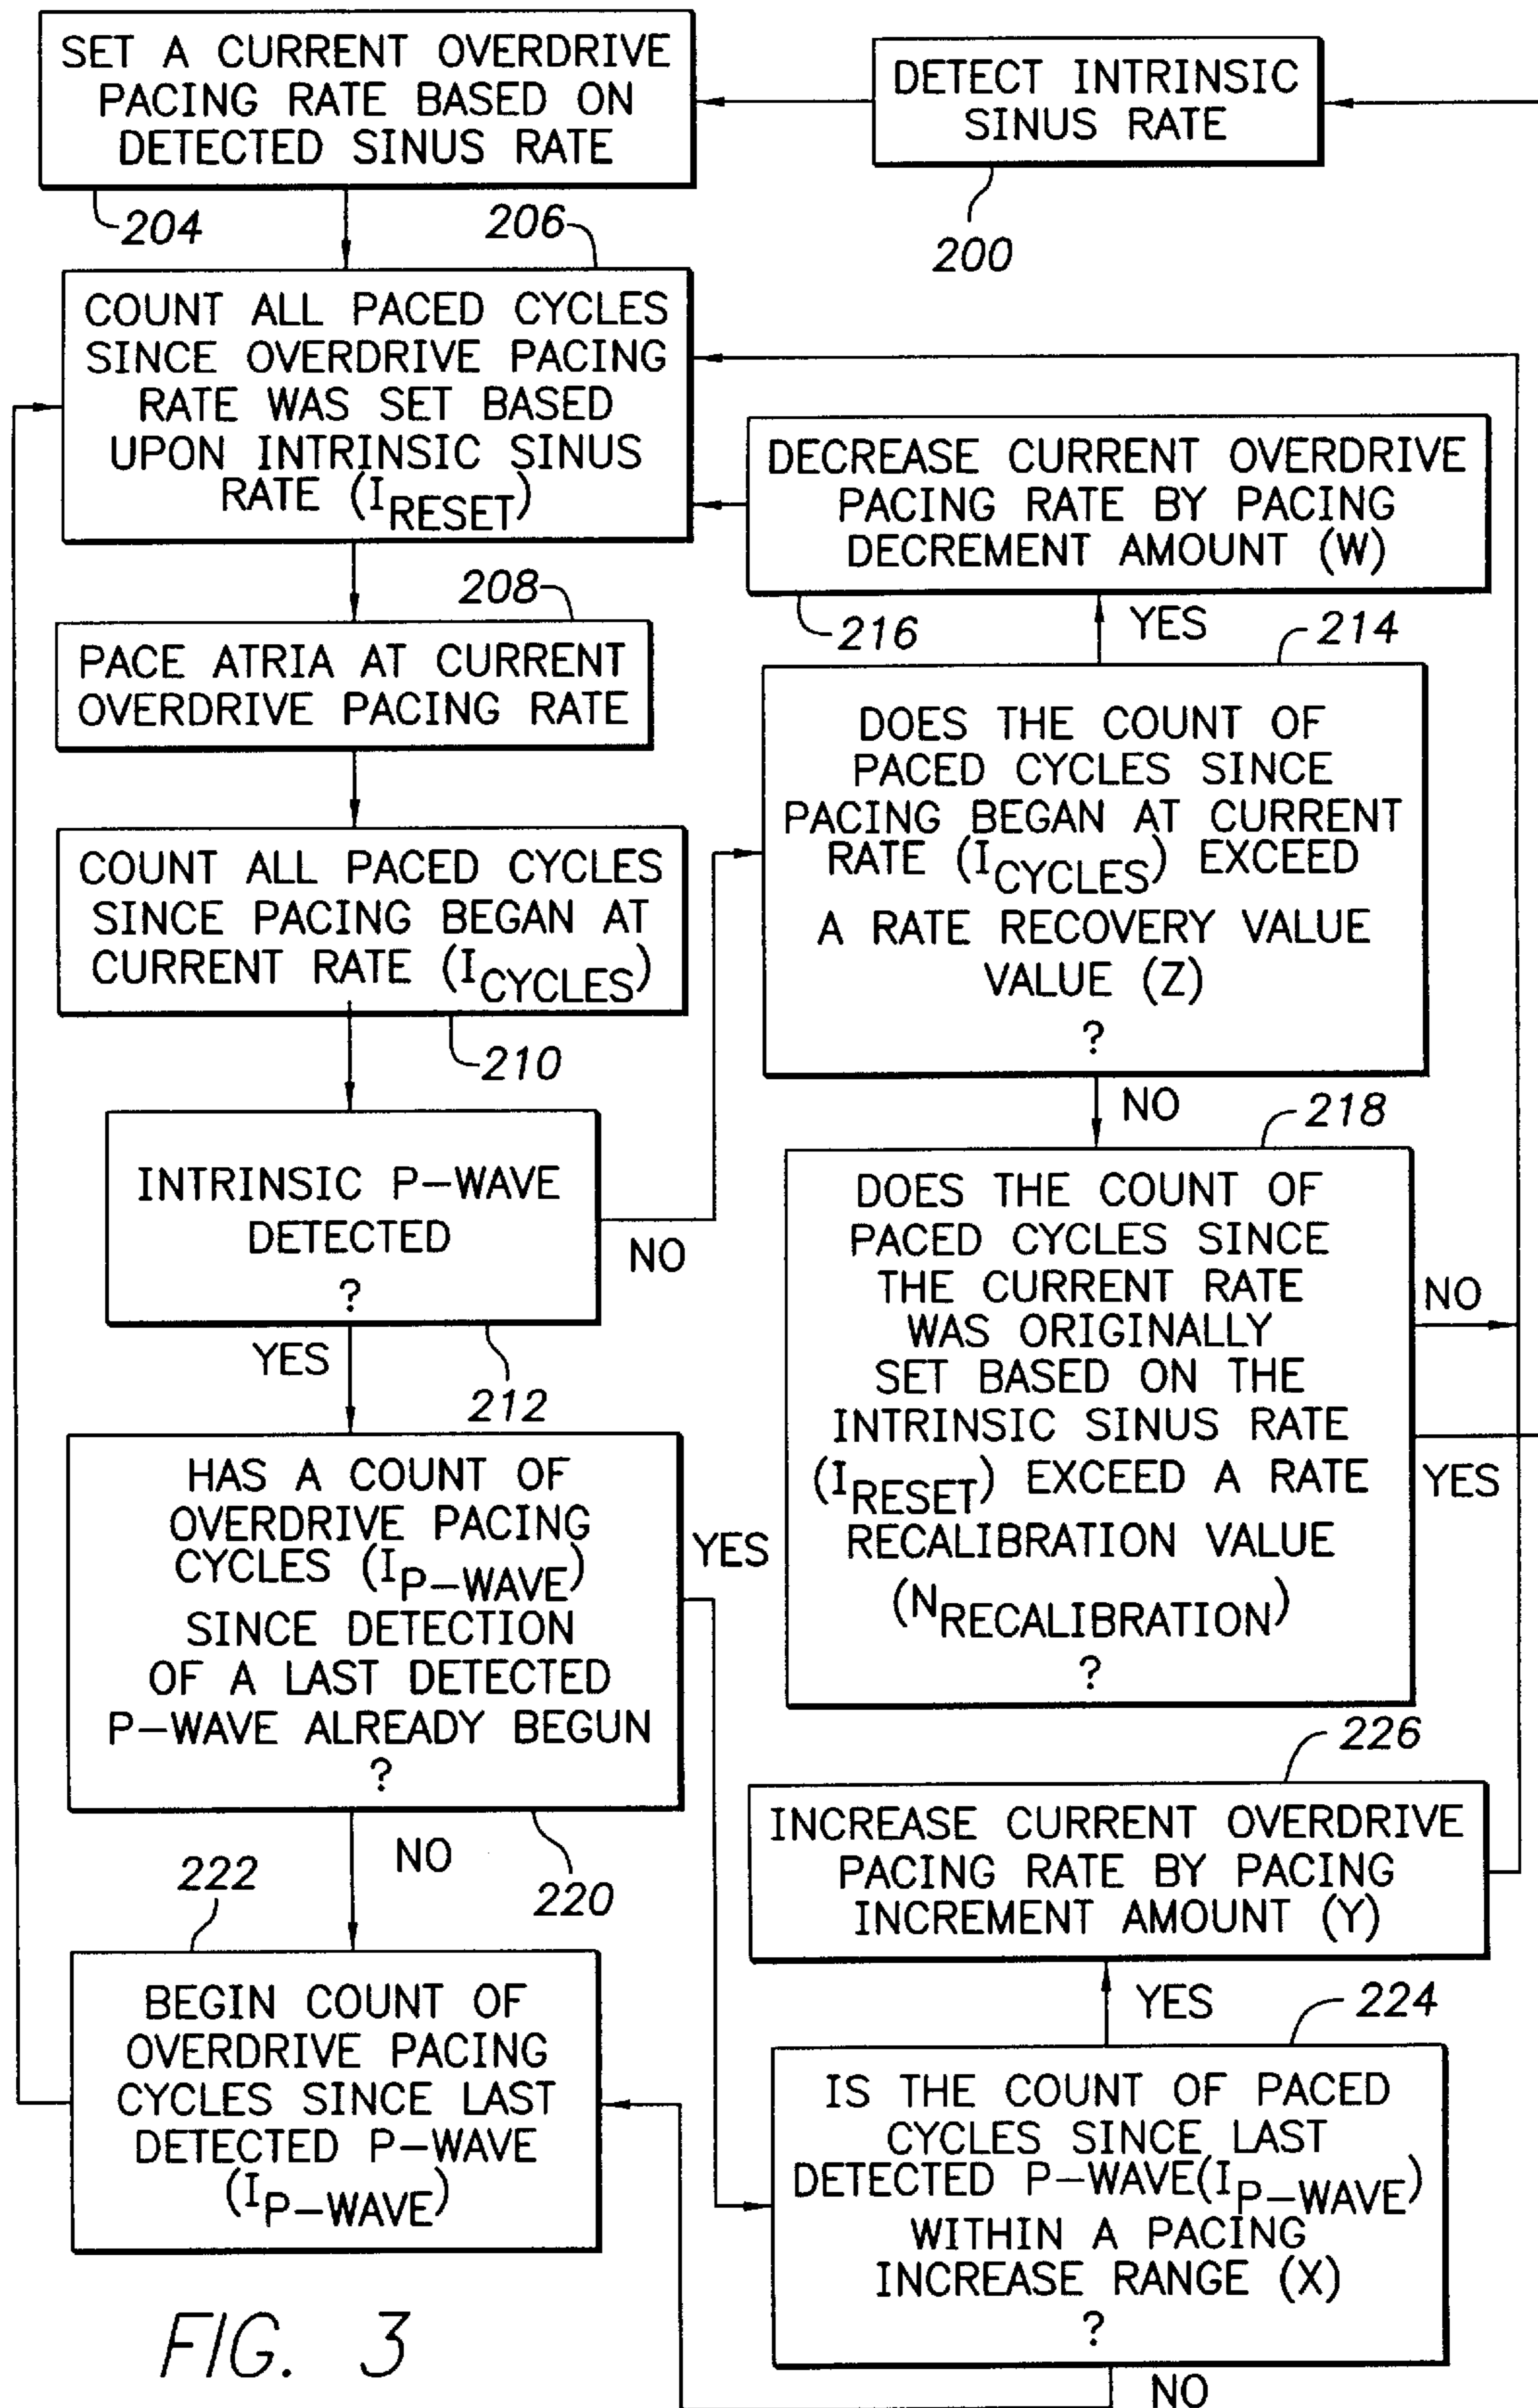 SET A CURRENT OVERDRIVE
PACING RATE BASED ON
DETECTED SINUS RATE
204
DETECT INTRINSIC
SINUS RATE
200
206
COUNT ALL PACED CYCLES
SINCE OVERDRIVE PACING
RATE WAS SET BASED
UPON INTRINSIC SINUS
RATE (IRESET)
208
PACE ATRIA AT CURRENT
OVERDRIVE PACING RATE
COUNT ALL PACED CYCLES
SINCE PACING BEGAN AT
CURRENT RATE (ICYCLES)
210
INTRINSIC P-WAVE
DETECTED
?
NO
YES
212
DECREASE CURRENT OVERDRIVE
PACING RATE BY PACING
DECREMENT AMOUNT (W)
216
YES
214
DOES THE COUNT OF
PACED CYCLES SINCE
PACING BEGAN AT CURRENT
RATE (ICYCLES) EXCEED
A RATE RECOVERY VALUE
VALUE (Z)
?
NO
218
DOES THE COUNT OF
PACED CYCLES SINCE
THE CURRENT RATE
WAS ORIGINALLY
SET BASED ON THE
INTRINSIC SINUS RATE
(IRESET) EXCEED A RATE
RECALIBRATION VALUE
(NRECALIBRATION)
?
NO
YES
HAS A COUNT OF
OVERDRIVE PACING
CYCLES (IP-WAVE)
SINCE DETECTION
OF A LAST DETECTED
P-WAVE ALREADY BEGUN
?
YES
NO
220
222
BEGIN COUNT OF
OVERDRIVE PACING
CYCLES SINCE LAST
DETECTED P-WAVE
(IP-WAVE)
226
INCREASE CURRENT OVERDRIVE
PACING RATE BY PACING
INCREMENT AMOUNT (Y)
YES
224
IS THE COUNT OF PACED
CYCLES SINCE LAST
DETECTED P-WAVE(IP-WAVE)
WITHIN A PACING
INCREASE RANGE (X)
?
NO
FIG. 3